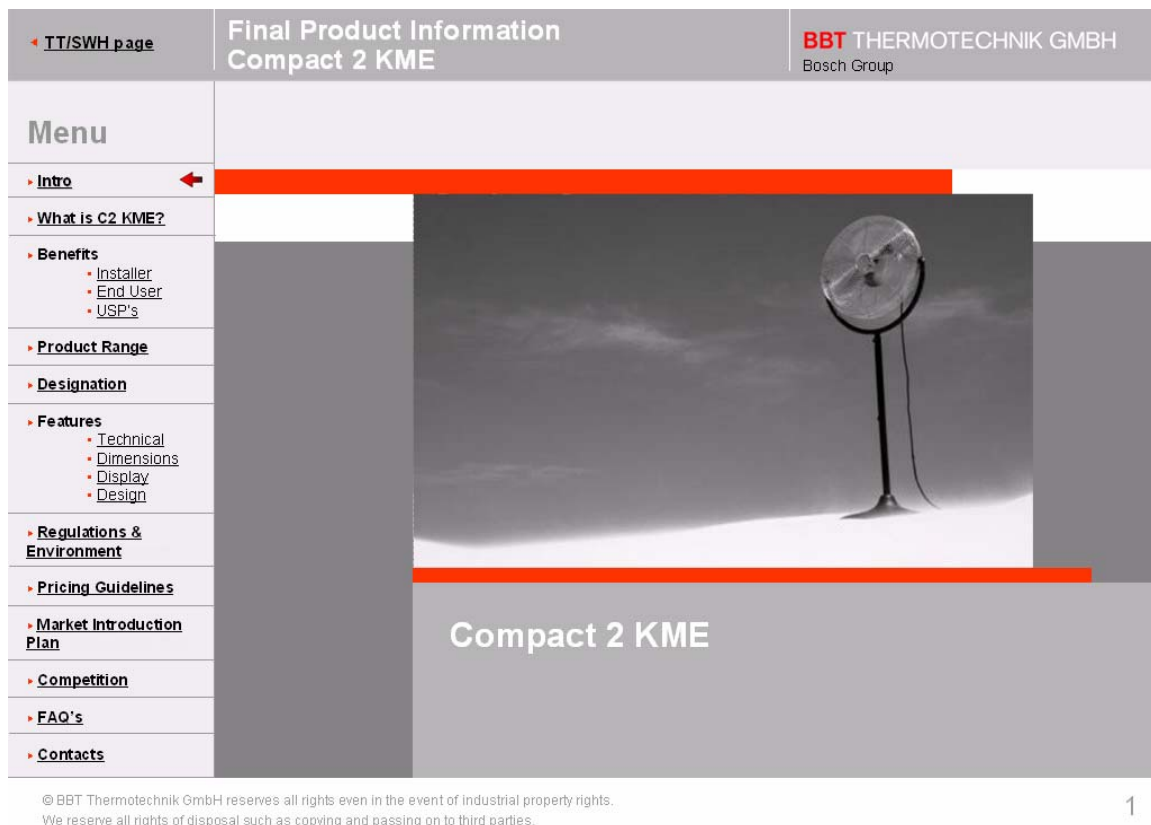 TT/SWH page
Final Product Information
Compact 2 KME
BBT THERMOTECHNIK GMBH
Bosch Group
Menu
Intro
What is C2 KME?
Benefits
Installer
End User
USP's
Product Range
Designation
Features
Technical
Dimensions
Display
Design
Regulations &
Environment
Pricing Guidelines
Market Introduction
Plan
Competition
FAQ's
Contacts
Compact 2 KME
© BBT Thermotechnik GmbH reserves all rights even in the event of industrial property rights.
We reserve all rights of disposal such as copying and passing on to third parties.
1